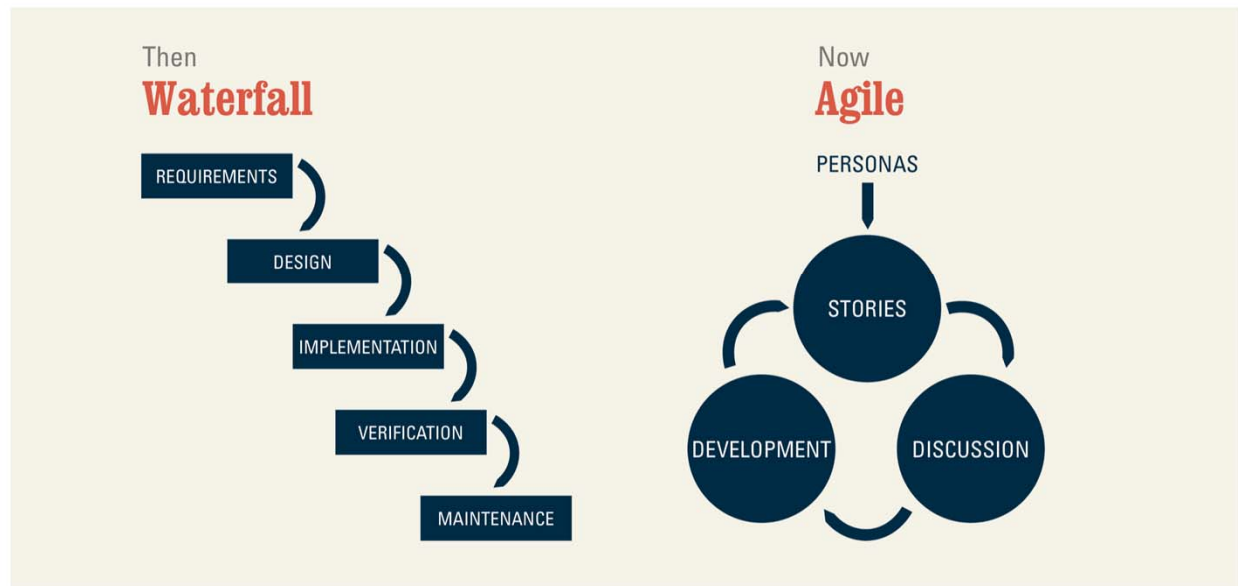 Then
Waterfall
REQUIREMENTS
DESIGN
IMPLEMENTATION
VERIFICATION
MAINTENANCE
Now
Agile
PERSONAS
STORIES
DEVELOPMENT
DISCUSSION